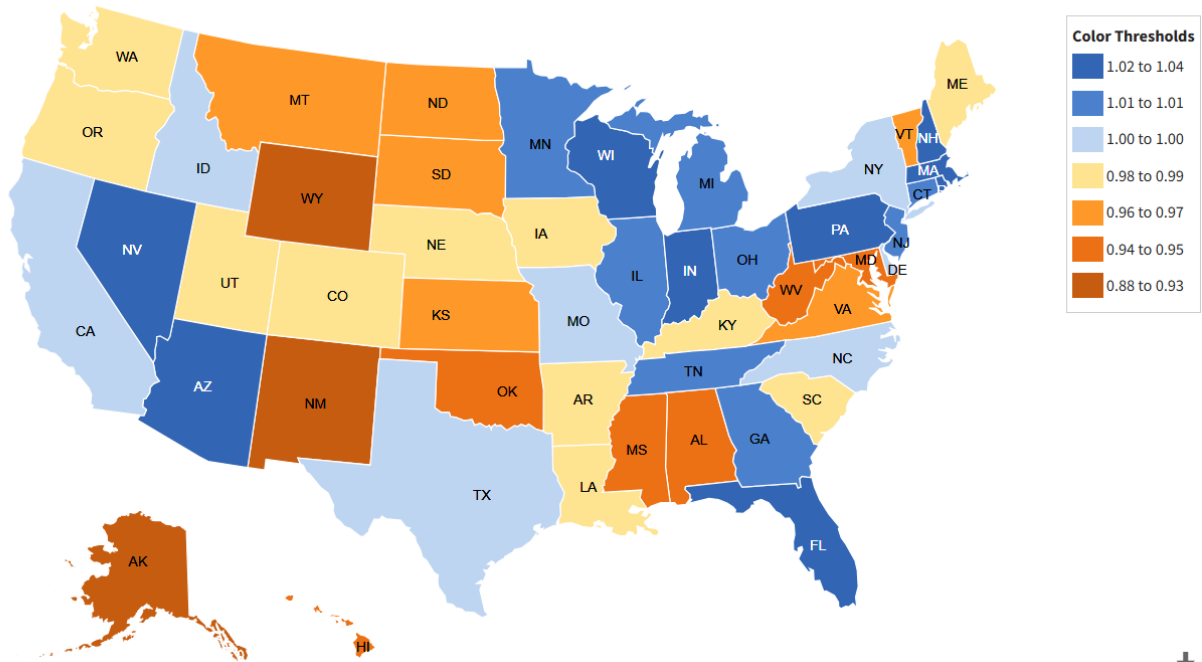 Color Thresholds
1.02 to 1.04
1.01 to 1.01
1.00 to 1.00
0.98 to 0.99
0.96 to 0.97
0.94 to 0.95
0.88 to 0.93
WA
ME
MT
ND
VT
OR
NH
MN
WI
ID
NY
MA
SD
MI
WY
CT
PA
NE
IA
NJ
NV
OH
MD
IN
DE
UT
IL
CO
WV
VA
KS
MO
KY
CA
NC
TN
AZ
OK
AR
SC
NM
GA
AL
MS
LA
TX
FL
AK
HI